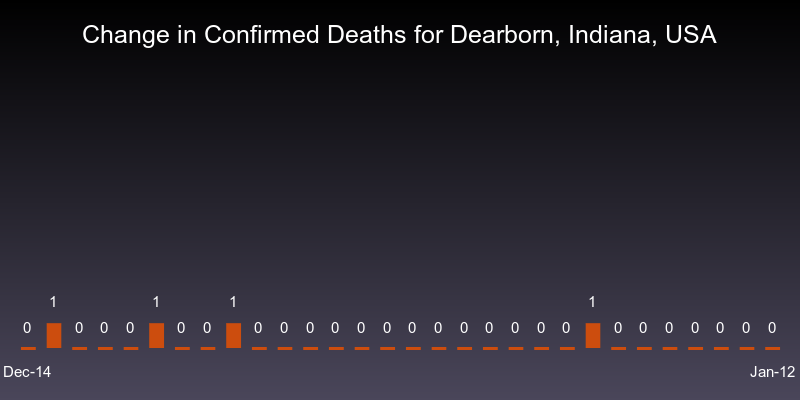 Change in Confirmed Deaths for Dearborn, Indiana, USA
0 1 0 0 0 1 0 0 1 0 0 0 0 0 0 0 0 0 0 0 0 0 1 0 0 0 0 0 0 0
Dec-14 Jan-12